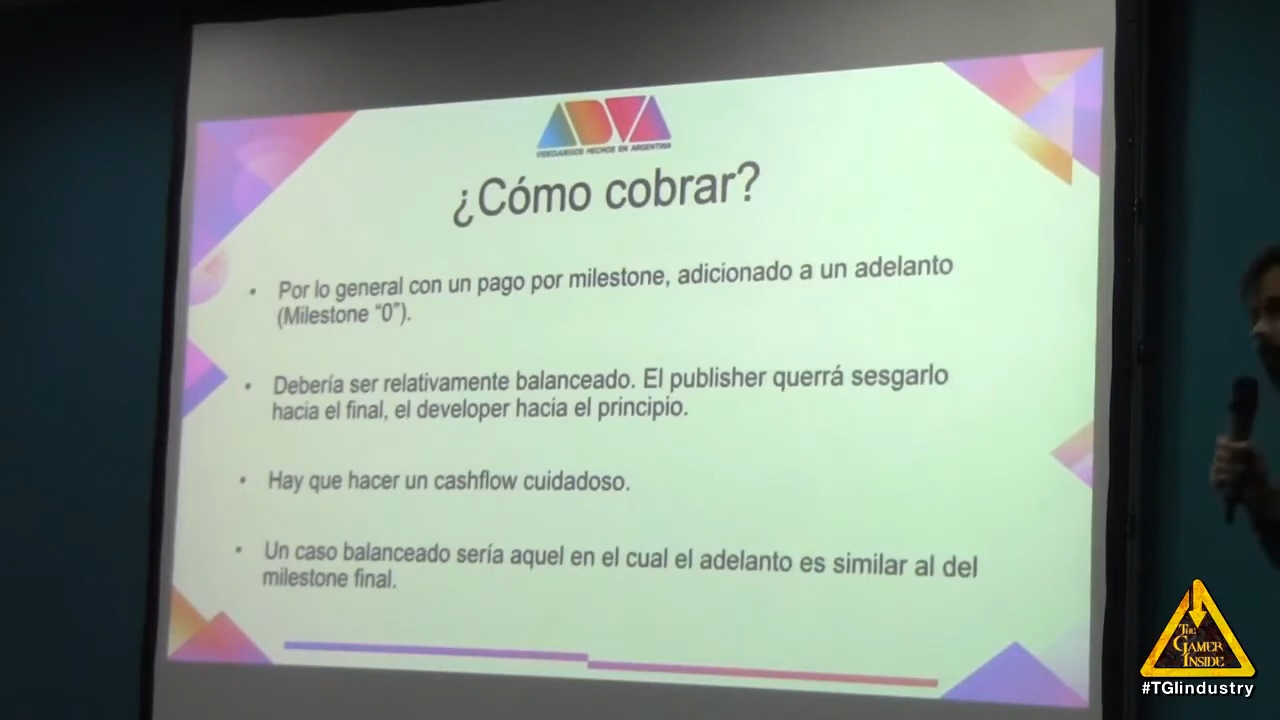 ADVA
VIDEOJUEGOS HECHOS EN ARGENTINA
¿Cómo cobrar?
• Por lo general con un pago por milestone, adicionado a un adelanto
(Milestone “0”).
• Debería ser relativamente balanceado. El publisher querrá sesgarlo
hacia el final, el developer hacia el principio.
• Hay que hacer un cashflow cuidadoso.
• Un caso balanceado sería aquel en el cual el adelanto es similar al del
milestone final.
THE
GAMER
INSIDE
#TGIindustry